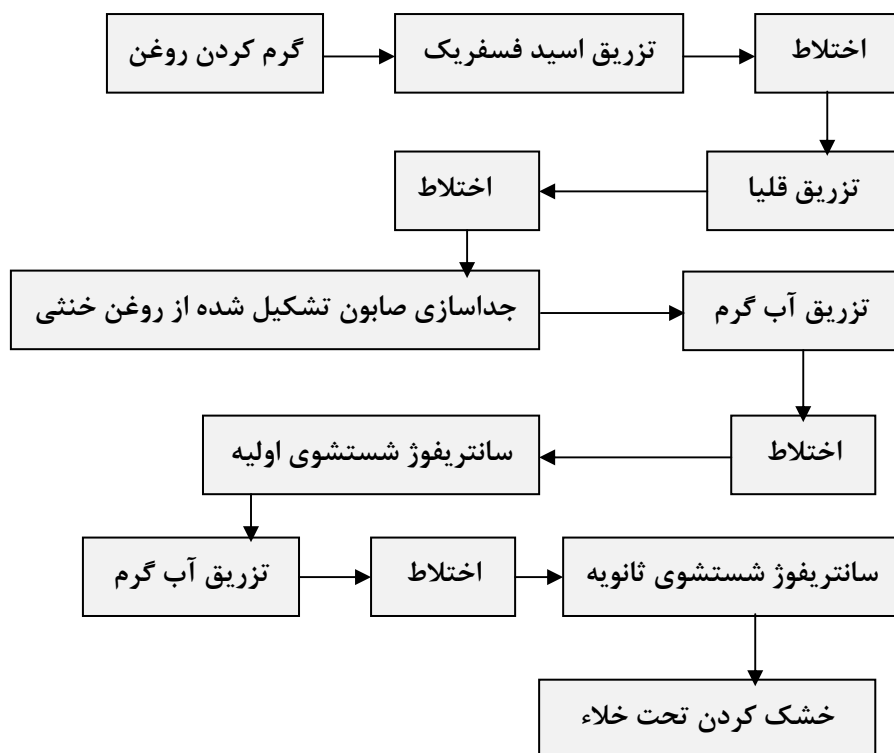 گرم کردن روغن
تزریق اسید فسفریک
اختلاط
تزریق قلیا
اختلاط
جداسازی صابون تشکیل شده از روغن خنثی
تزریق آب گرم
اختلاط
سانتریفوژ شستشوی اولیه
تزریق آب گرم
اختلاط
سانتریفوژ شستشوی ثانویه
خشک کردن تحت خلاء